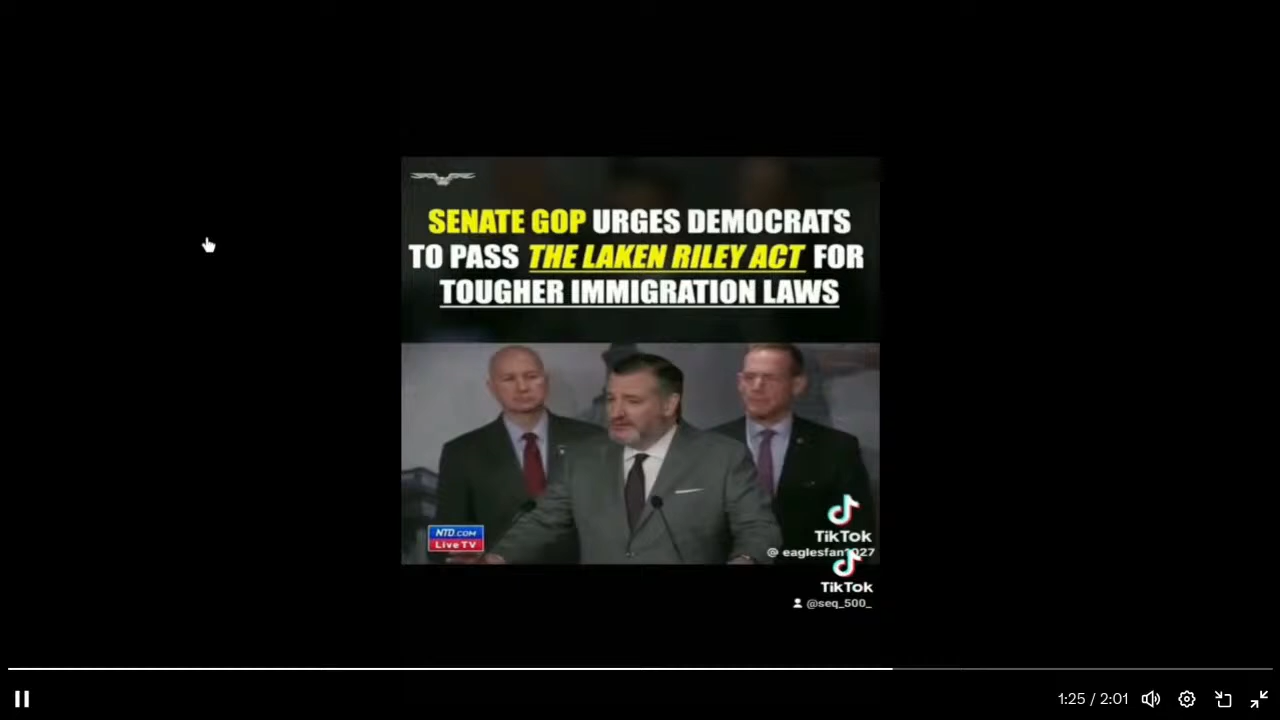 SENATE GOP URGES DEMOCRATS
TO PASS THE LAKEN RILEY ACT FOR
TOUGHER IMMIGRATION LAWS
NTD.COM
Live TV
TikTok
@ eaglesfan1027
TikTok
@seq_500_
1:25 / 2:01